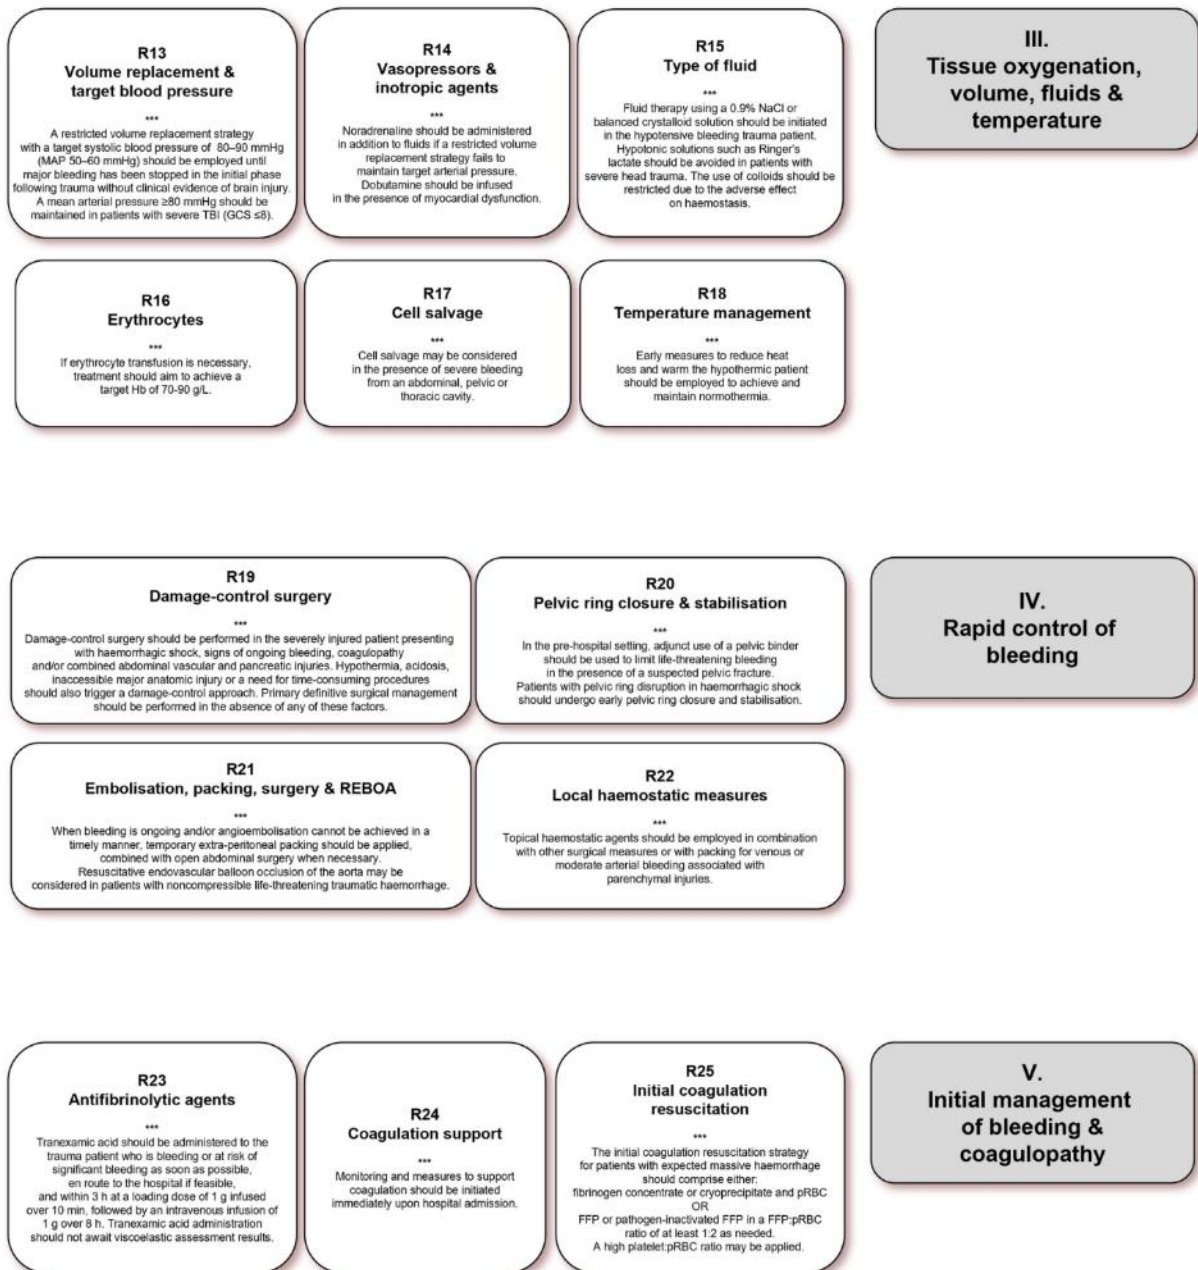 R13
Volume replacement &
target blood pressure
***
A restricted volume replacement strategy
with a target systolic blood pressure of 80–90 mmHg
(MAP 50–60 mmHg) should be employed until
major bleeding has been stopped in the initial phase
following trauma without clinical evidence of brain injury.
A mean arterial pressure ≥80 mmHg should be
maintained in patients with severe TBI (GCS ≤8).
R14
Vasopressors &
inotropic agents
***
Noradrenaline should be administered
in addition to fluids if a restricted volume
replacement strategy fails to
maintain target arterial pressure.
Dobutamine should be infused
in the presence of myocardial dysfunction.
R15
Type of fluid
***
Fluid therapy using a 0.9% NaCl or
balanced crystalloid solution should be initiated
in the hypotensive bleeding trauma patient.
Hypotonic solutions such as Ringer's
lactate should be avoided in patients with
severe head trauma. The use of colloids should be
restricted due to the adverse effect
on haemostasis.
III.
Tissue oxygenation,
volume, fluids &
temperature
R16
Erythrocytes
***
If erythrocyte transfusion is necessary,
treatment should aim to achieve a
target Hb of 70-90 g/L.
R17
Cell salvage
***
Cell salvage may be considered
in the presence of severe bleeding
from an abdominal, pelvic or
thoracic cavity.
R18
Temperature management
***
Early measures to reduce heat
loss and warm the hypothermic patient
should be employed to achieve and
maintain normothermia.
R19
Damage-control surgery
***
Damage-control surgery should be performed in the severely injured patient presenting
with haemorrhagic shock, signs of ongoing bleeding, coagulopathy
and/or combined abdominal vascular and pancreatic injuries. Hypothermia, acidosis,
inaccessible major anatomic injury or a need for time-consuming procedures
should also trigger a damage-control approach. Primary definitive surgical management
should be performed in the absence of any of these factors.
R20
Pelvic ring closure & stabilisation
***
In the pre-hospital setting, adjunct use of a pelvic binder
should be used to limit life-threatening bleeding
in the presence of a suspected pelvic fracture.
Patients with pelvic ring disruption in haemorrhagic shock
should undergo early pelvic ring closure and stabilisation.
IV.
Rapid control of
bleeding
R21
Embolisation, packing, surgery & REBOA
***
When bleeding is ongoing and/or angioembolisation cannot be achieved in a
timely manner, temporary extra-peritoneal packing should be applied,
combined with open abdominal surgery when necessary.
Resuscitative endovascular balloon occlusion of the aorta may be
considered in patients with noncompressible life-threatening traumatic haemorrhage.
R22
Local haemostatic measures
***
Topical haemostatic agents should be employed in combination
with other surgical measures or with packing for venous or
moderate arterial bleeding associated with
parenchymal injuries.
R23
Antifibrinolytic agents
***
Tranexamic acid should be administered to the
trauma patient who is bleeding or at risk of
significant bleeding as soon as possible,
en route to the hospital if feasible,
and within 3 h at a loading dose of 1 g infused
over 10 min, followed by an intravenous infusion of
1 g over 8 h. Tranexamic acid administration
should not await viscoelastic assessment results.
R24
Coagulation support
***
Monitoring and measures to support
coagulation should be initiated
immediately upon hospital admission.
R25
Initial coagulation
resuscitation
***
The initial coagulation resuscitation strategy
for patients with expected massive haemorrhage
should comprise either:
fibrinogen concentrate or cryoprecipitate and pRBC
OR
FFP or pathogen-inactivated FFP in a FFP:pRBC
ratio of at least 1:2 as needed.
A high platelet:pRBC ratio may be applied.
V.
Initial management
of bleeding &
coagulopathy